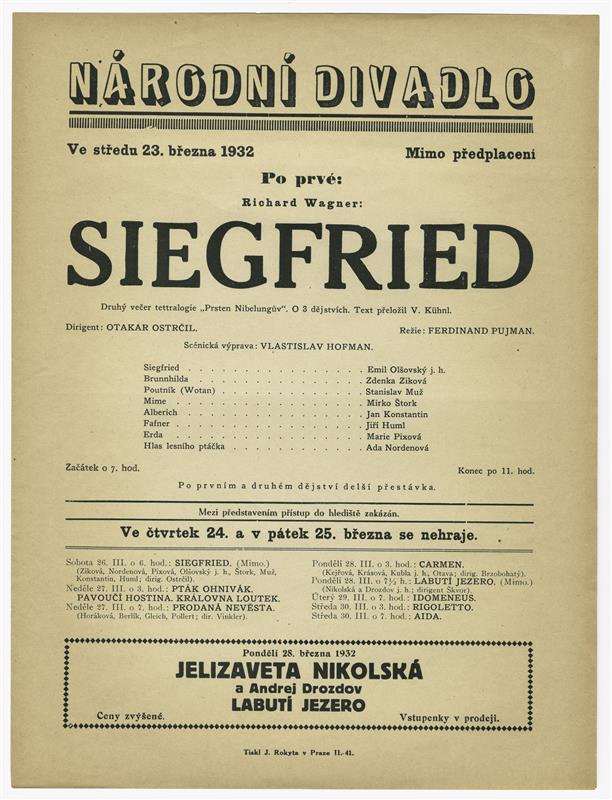 NÁRODNÍ DIVADLO
Ve středu 23. března 1932 Mimo předplacení
Po prvé:
Richard Wagner:
SIEGFRIED
Druhý večer tettralogie „Prsten Nibelungův“. O 3 dějstvích. Text přeložil V. Kühnl.
Dirigent: OTAKAR OSTRČIL. Režie: FERDINAND PUJMAN.
Scénická výprava: VLASTISLAV HOFMAN.
Siegfried . . . . . . . . . . . . . . . . Emil Olšovský j. h.
Brunnhilda . . . . . . . . . . . . . . . Zdenka Ziková
Poutník (Wotan) . . . . . . . . . . . . . Stanislav Muž
Mime . . . . . . . . . . . . . . . . . Mirko Štork
Alberich . . . . . . . . . . . . . . . . Jan Konstantin
Fafner . . . . . . . . . . . . . . . . . Jiří Huml
Erda . . . . . . . . . . . . . . . . . Marie Pixová
Hlas lesního ptáčka . . . . . . . . . . . . Ada Nordenová
Začátek o 7. hod. Konec po 11. hod.
Po prvním a druhém dějství delší přestávka.
Mezi představením přístup do hlediště zakázán.
Ve čtvrtek 24. a v pátek 25. března se nehraje.
Sobota 26. III. o 6. hod.: SIEGFRIED. (Mimo.)
(Ziková, Nordenová, Pixová, Olšovský j. h., Štork, Muž,
Konstantin, Huml; dirig. Ostrčil).
Neděle 27. III. o 3. hod.: PTÁK OHNIVÁK.
PAVOUČÍ HOSTINA. KRÁLOVNA LOUTEK.
Neděle 27. III. o 7. hod.: PRODANÁ NEVĚSTA.
(Horáková, Berlík, Gleich, Pollert; dir. Vinkler).
Pondělí 28. III. o 3. hod.: CARMEN.
(Kejřová, Krásová, Kubla j. h., Otava; dirig. Brzobohatý).
Pondělí 28. III. o 7½ h.: LABUTÍ JEZERO. (Mimo.)
(Nikolská a Drozdov j. h.; dirigent Škvor).
Úterý 29. III. o 7. hod.: IDOMENEUS.
Středa 30. III. o 3. hod.: RIGOLETTO.
Středa 30. III. o 7. hod.: AIDA.
Pondělí 28. března 1932
JELIZAVETA NIKOLSKÁ
a Andrej Drozdov
LABUTÍ JEZERO
Ceny zvýšené. Vstupenky v prodeji.
Tiskl J. Rokyta v Praze II.-41.